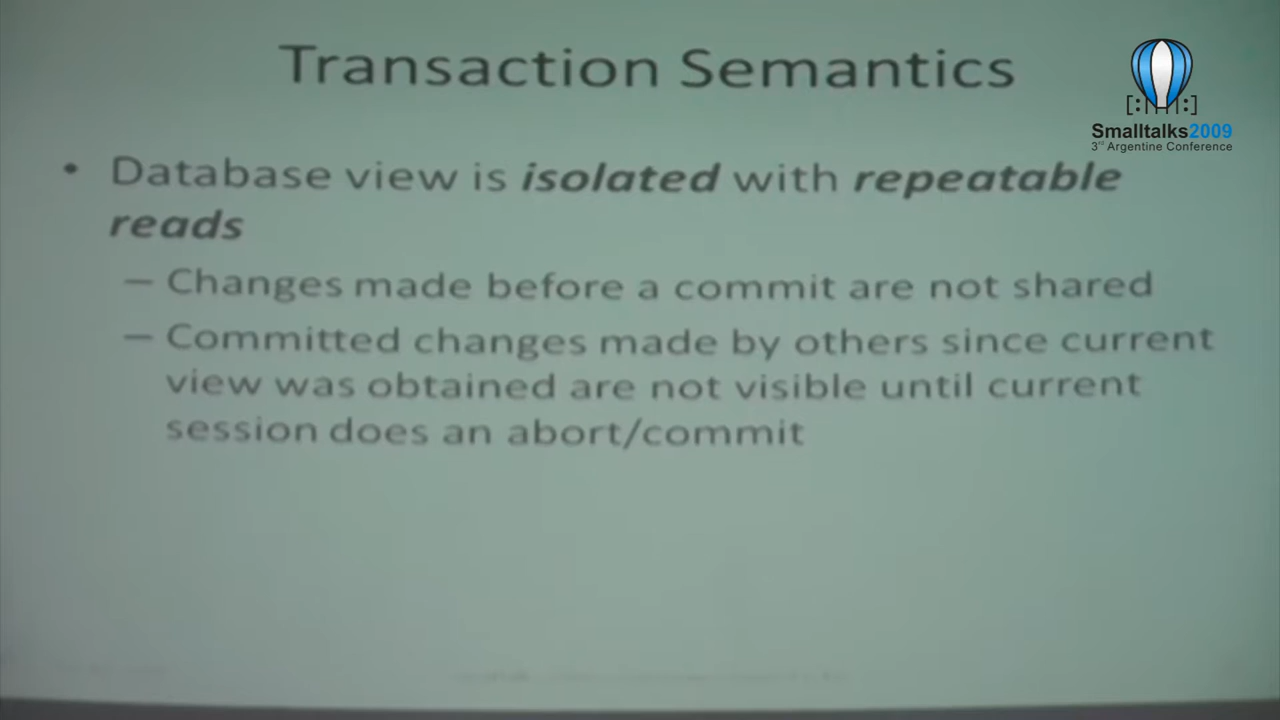 Transaction Semantics
[:||||:]
Smalltalks2009
3rd Argentine Conference
• Database view is isolated with repeatable
reads
– Changes made before a commit are not shared
– Committed changes made by others since current
view was obtained are not visible until current
session does an abort/commit